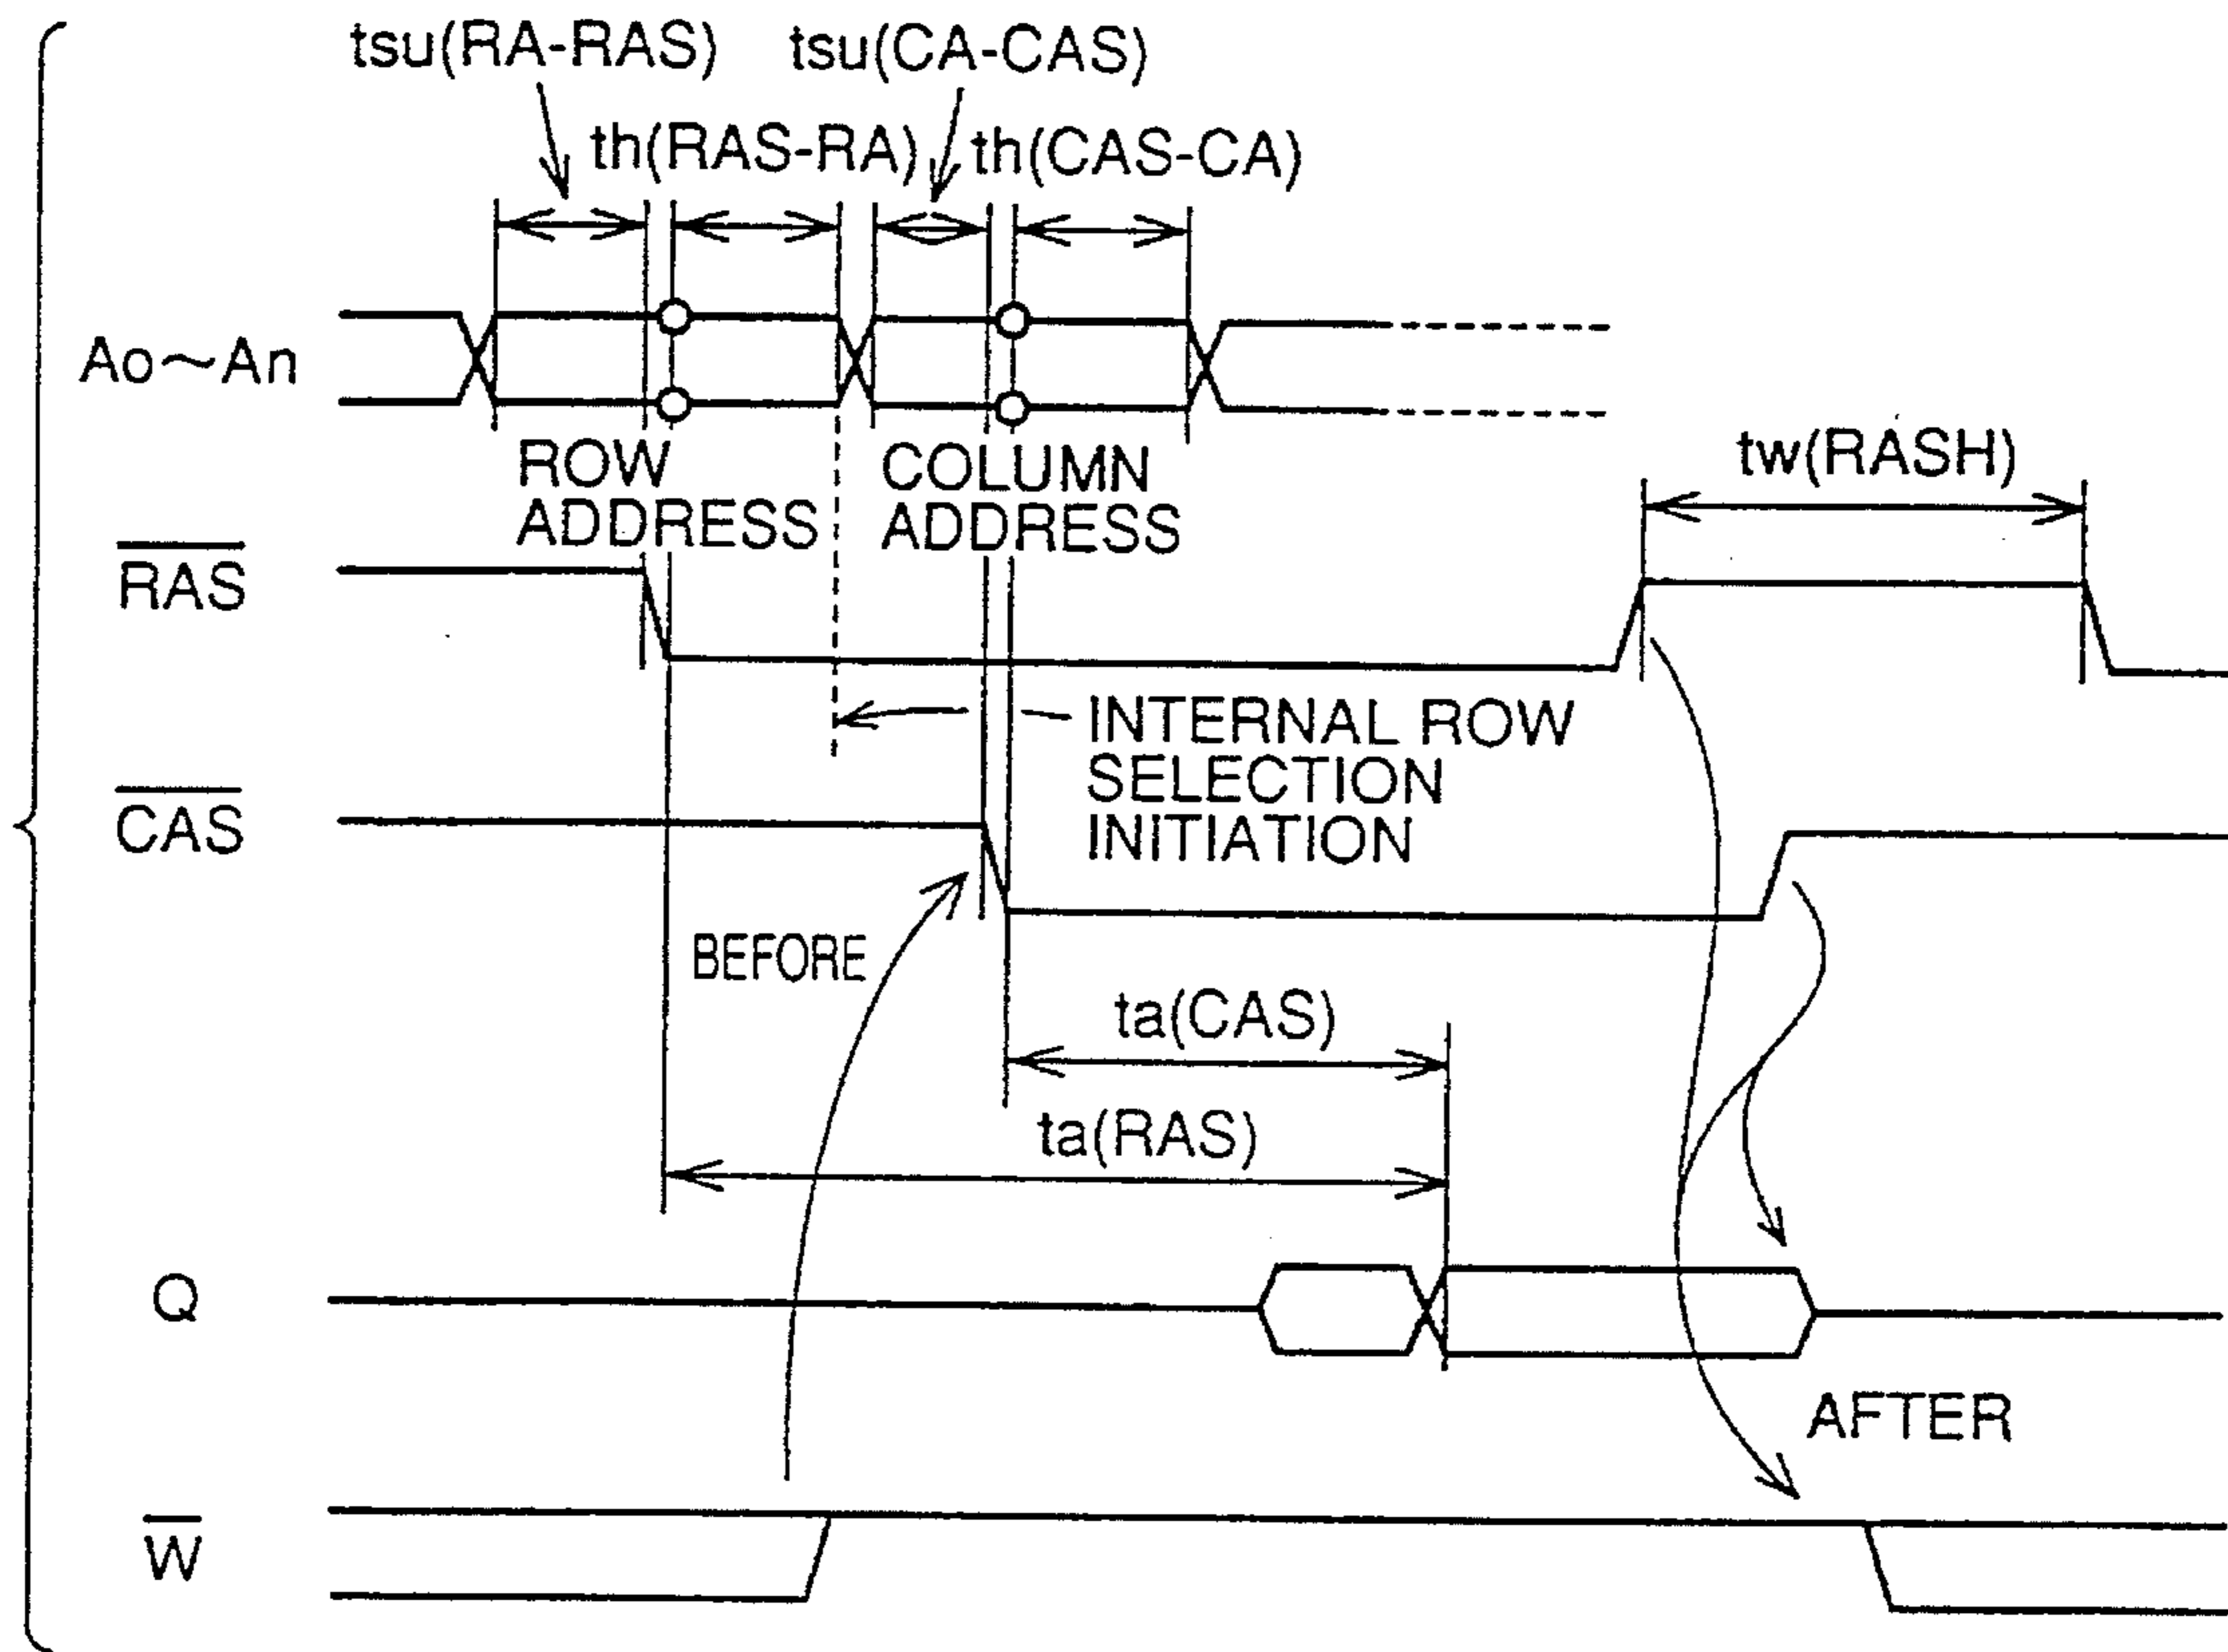 tsu(RA-RAS)
tsu(CA-CAS)
th(RAS-RA)
th(CAS-CA)
Ao～An
ROW
ADDRESS
COLUMN
ADDRESS
tw(RASH)
RAS
INTERNAL ROW
SELECTION
INITIATION
CAS
BEFORE
ta(CAS)
ta(RAS)
Q
AFTER
W